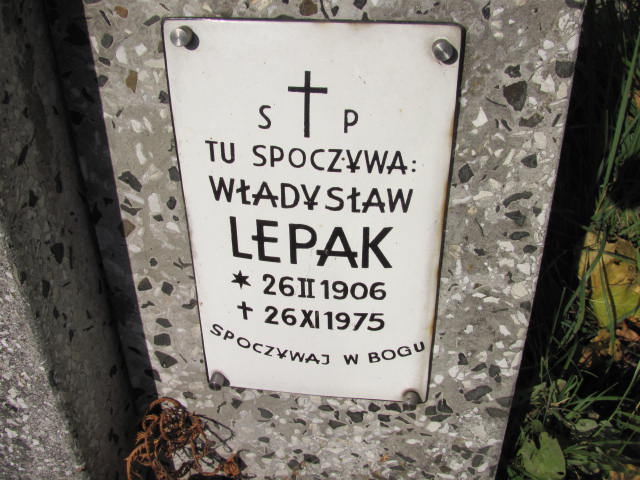 S † P
TU SPOCZYWA:
WŁADYSŁAW
LEPAK
* 26 II 1906
† 26 XI 1975
SPOCZYWAJ W BOGU